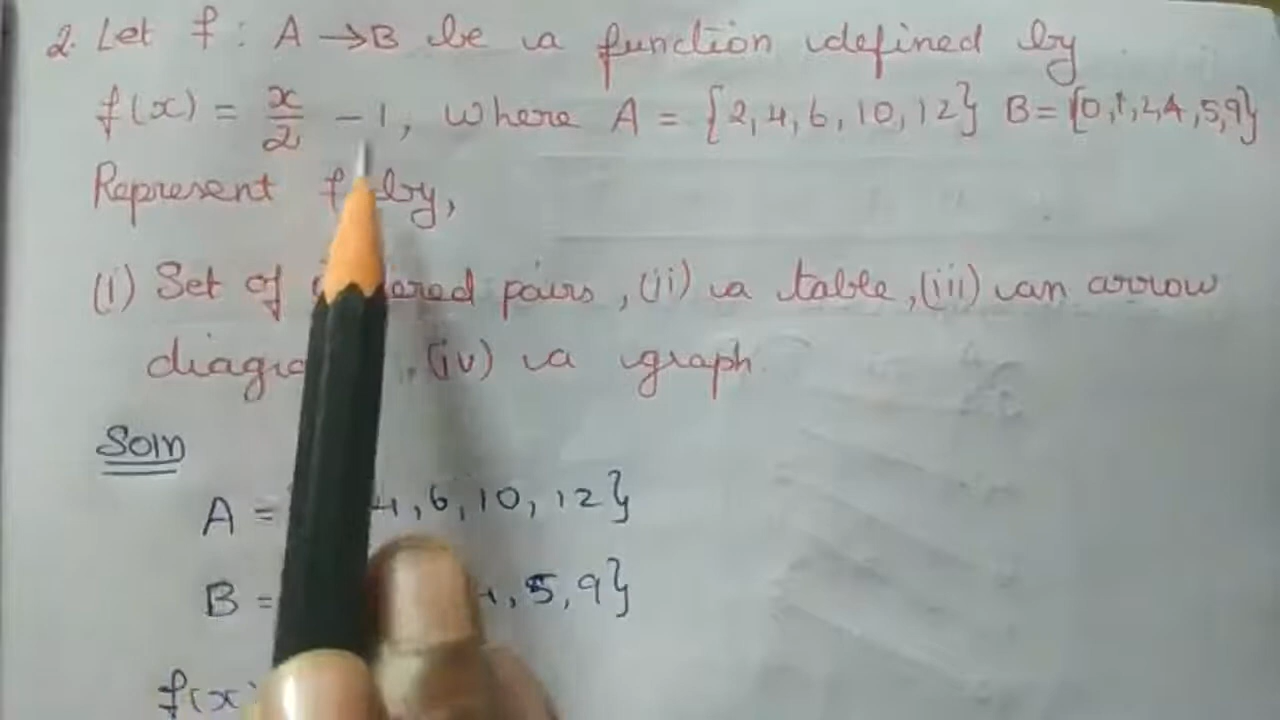 2. Let f : A → B be a function defined by
f(x) = x/2 - 1, where A = {2, 4, 6, 10, 12} B = {0, 1, 2, 4, 5, 9}
Represent f by,
(i) Set of pairs, (ii) a table, (iii) an arrow
(iv) a graph.
Soln
A = 4, 6, 10, 12}
B = , 5, 9}
f(x)